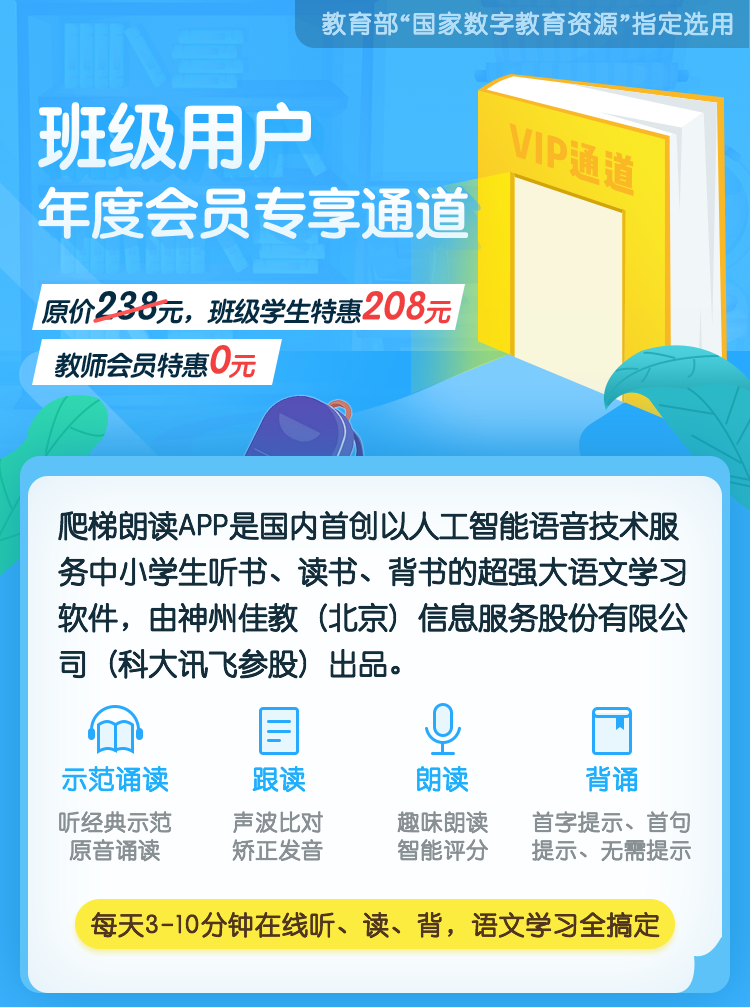 教育部“国家数字教育资源”指定选用
班级用户
年度会员专享通道
VIP通道
原价238元，班级学生特惠208元
教师会员特惠0元
爬梯朗读APP是国内首创以人工智能语音技术服
务中小学生听书、读书、背书的超强大语文学习
软件，由神州佳教（北京）信息服务股份有限公
司（科大讯飞参股）出品。
示范诵读
跟读
朗读
背诵
听经典示范
原音诵读
声波比对
矫正发音
趣味朗读
智能评分
首字提示、首句
提示、无需提示
每天3-10分钟在线听、读、背，语文学习全搞定